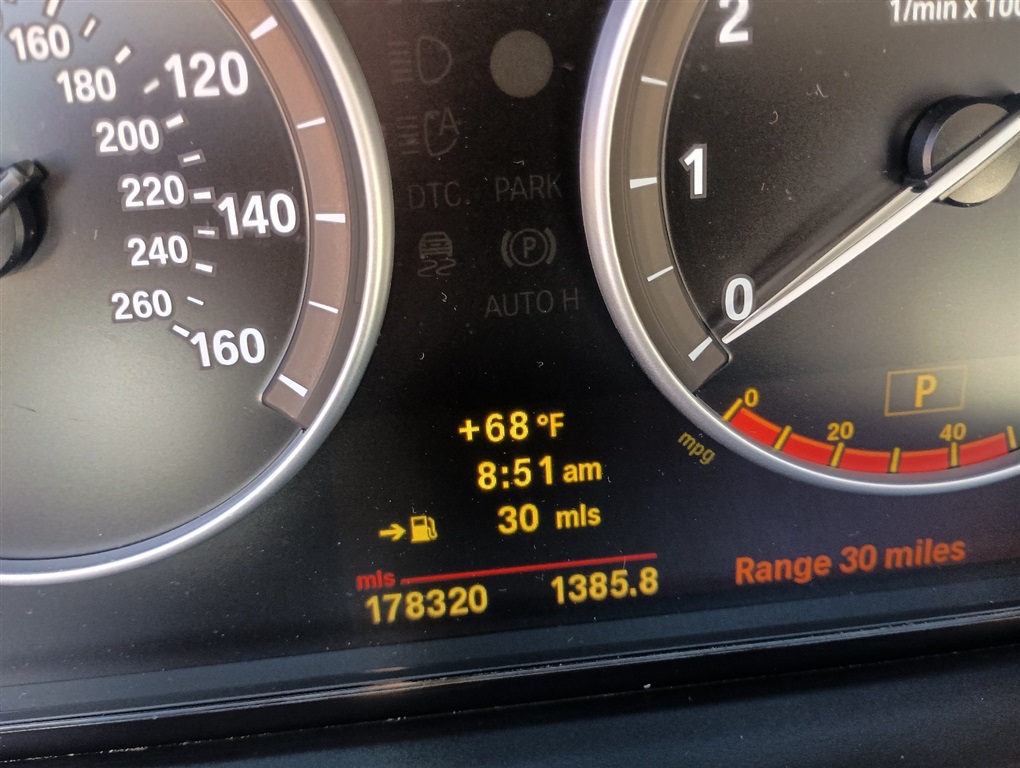 160
180
120
200
220
140
240
260
160
A
DTC
PARK
P
AUTO H
+68 °F
8:51 am
30 mls
mls
178320 1385.8
2
1/min x 100
1
0
P
0
20
40
mpg
Range 30 miles